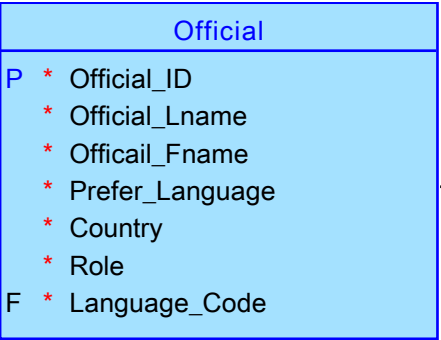 Official
P * Official_ID
* Official_Lname
* Officail_Fname
* Prefer_Language
* Country
* Role
F * Language_Code